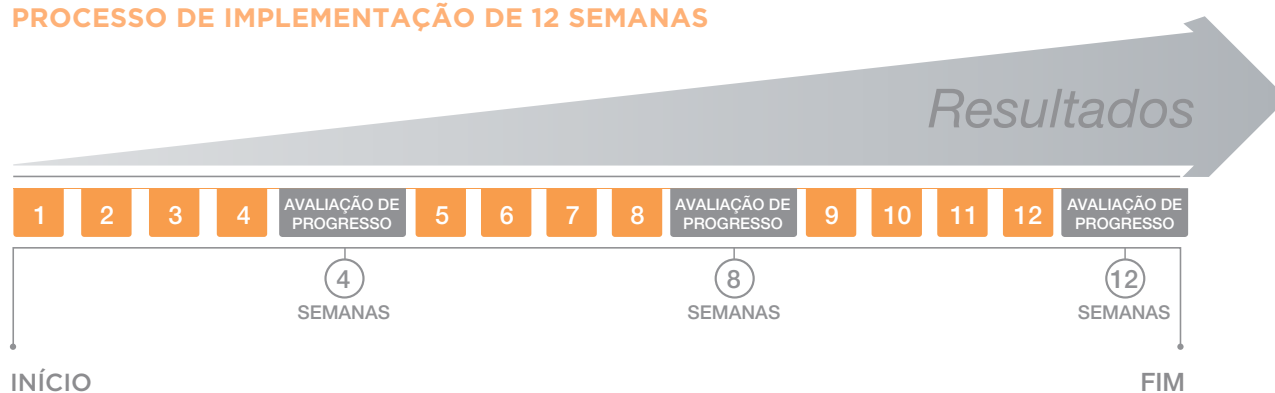 PROCESSO DE IMPLEMENTAÇÃO DE 12 SEMANAS
Resultados
1
2
3
4
AVALIAÇÃO DE
PROGRESSO
5
6
7
8
AVALIAÇÃO DE
PROGRESSO
9
10
11
12
AVALIAÇÃO DE
PROGRESSO
4
SEMANAS
8
SEMANAS
12
SEMANAS
INÍCIO
FIM